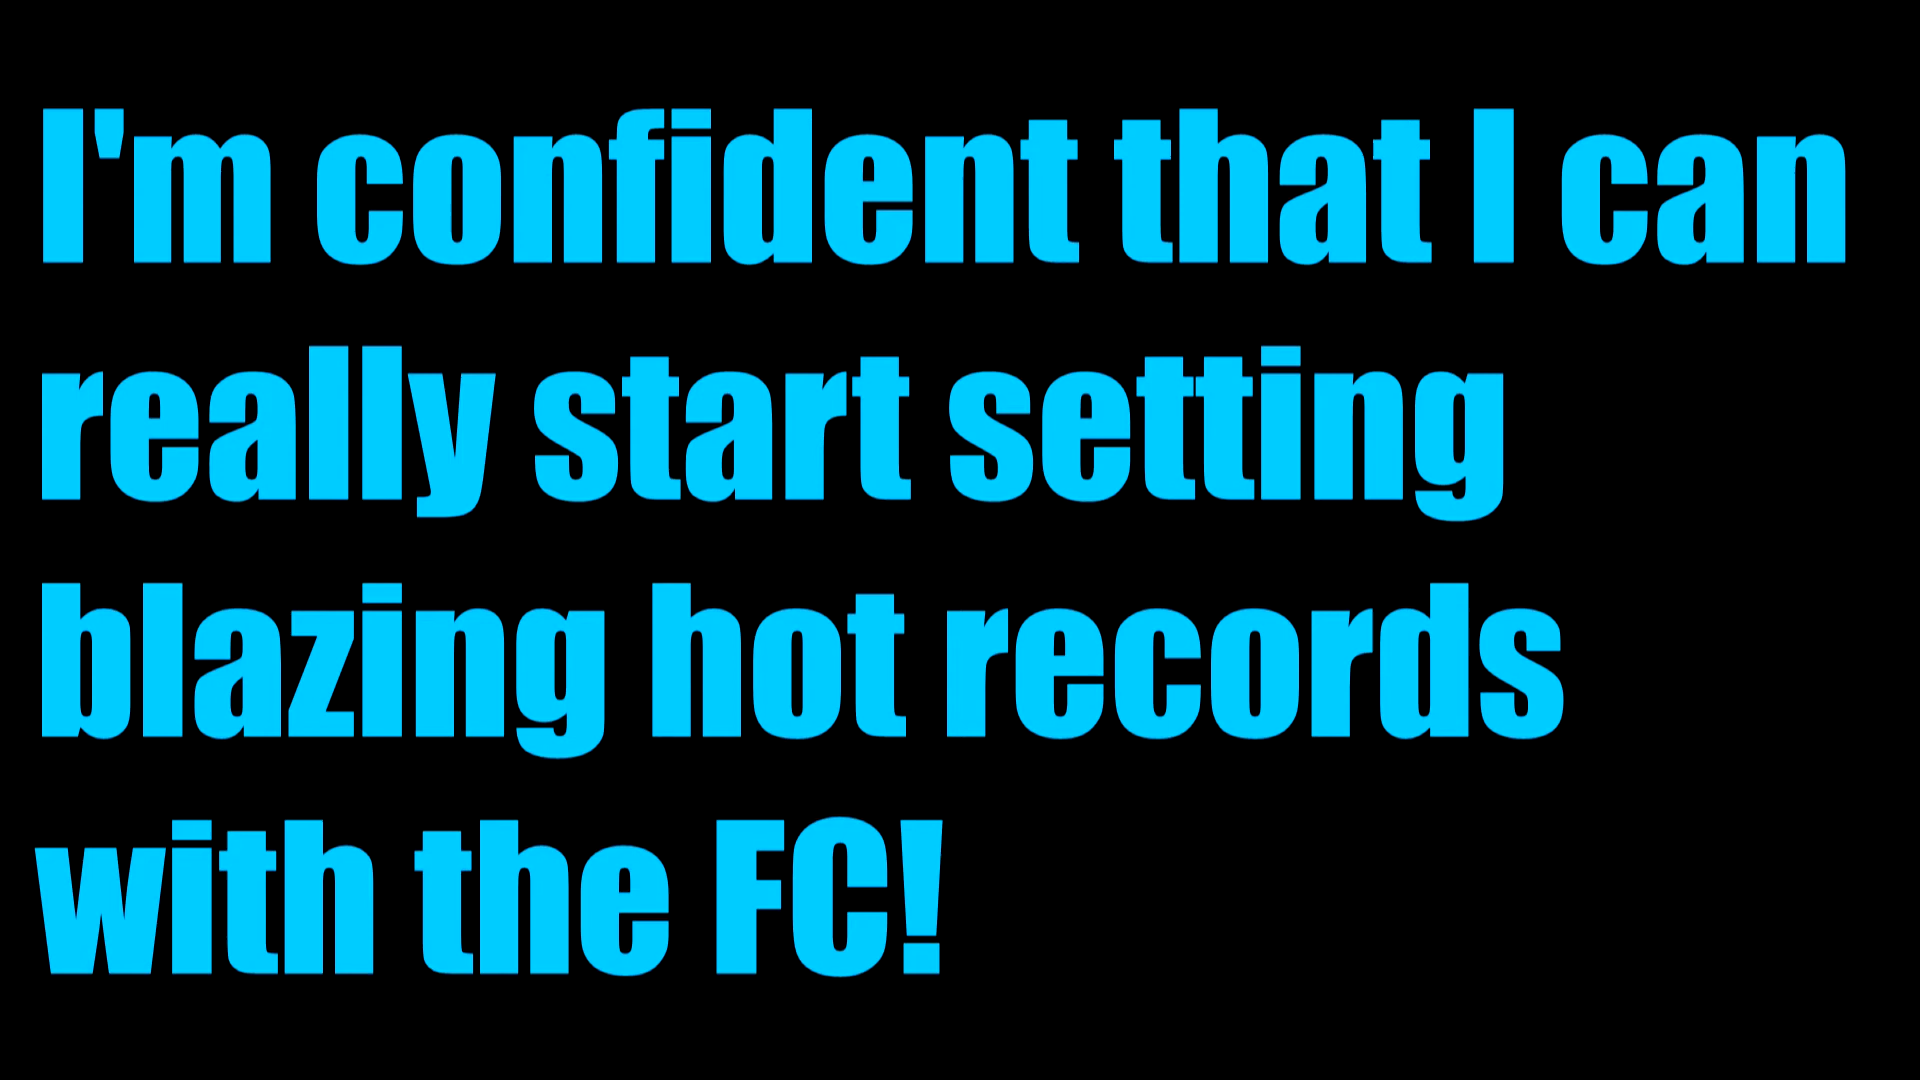 I'm confident that I can
really start setting
blazing hot records
with the FC!